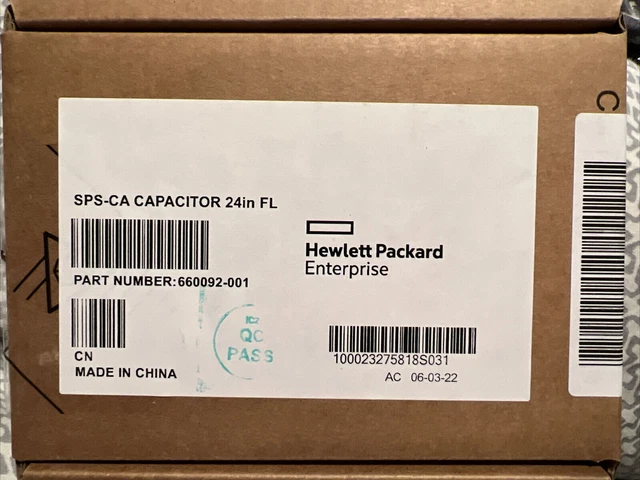 SPS-CA CAPACITOR 24in FL
PART NUMBER:660092-001
CN
MADE IN CHINA
QC
PASS
Hewlett Packard
Enterprise
100023275818S031
AC 06-03-22
C